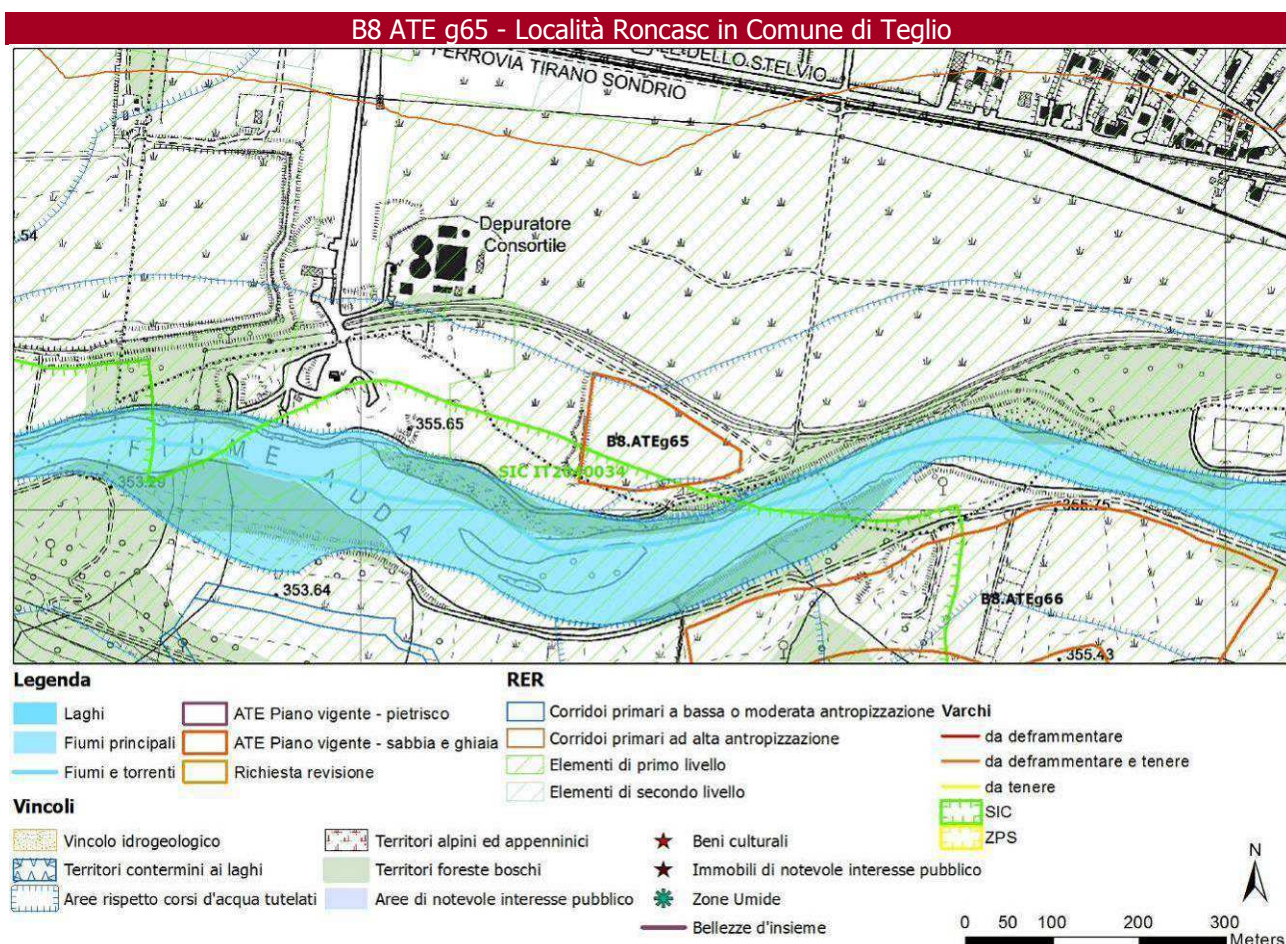 B8 ATE g65 - Località Roncasc in Comune di Teglio
DELLO STELVIO
FERROVIA TIRANO SONDRIO
Depuratore
Consortile
.54
355.65
B8.ATEg65
SIC IT2040034
FIUME ADDA
353.64
B8.ATEg66
355.43
Legenda
Laghi
Fiumi principali
Fiumi e torrenti
ATE Piano vigente - pietrisco
ATE Piano vigente - sabbia e ghiaia
Richiesta revisione
RER
Corridoi primari a bassa o moderata antropizzazione
Corridoi primari ad alta antropizzazione
Elementi di primo livello
Elementi di secondo livello
Varchi
da deframmentare
da deframmentare e tenere
da tenere
SIC
ZPS
Vincoli
Vincolo idrogeologico
Territori contermini ai laghi
Aree rispetto corsi d'acqua tutelati
Territori alpini ed appenninici
Territori foreste boschi
Aree di notevole interesse pubblico
Beni culturali
Immobili di notevole interesse pubblico
Zone Umide
Bellezze d'insieme
N
0 50 100 200 300
Meters